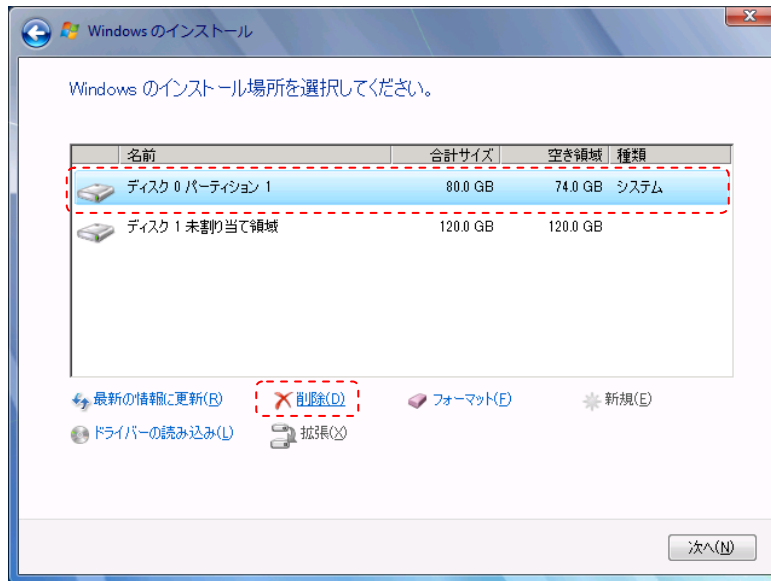 Windows のインストール
Windows のインストール場所を選択してください。
名前 合計サイズ 空き領域 種類
ディスク 0 パーティション 1 80.0 GB 74.0 GB システム
ディスク 1 未割り当て領域 120.0 GB 120.0 GB
最新の情報に更新(R) 削除(D) フォーマット(F) 新規(E)
ドライバーの読み込み(L) 拡張(X)
次へ(N)